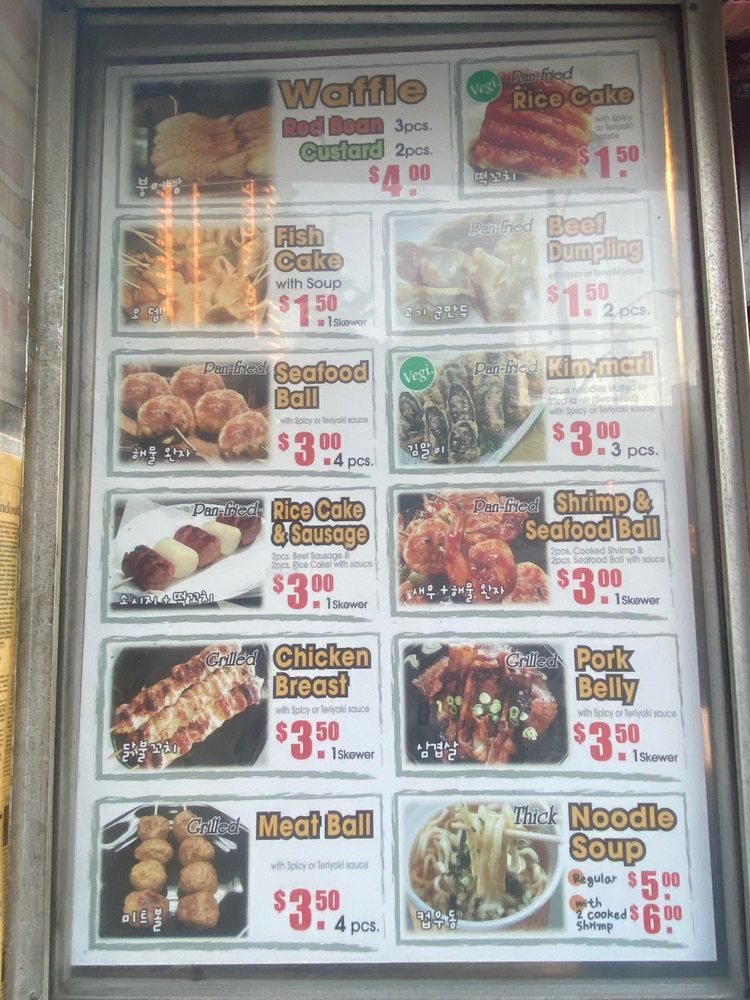 Waffle
Red Bean 3pcs.
Custard 2pcs.
$4.00
붕어빵
Vegi.
Pan-fried
Rice Cake
with Spicy
or Teriyaki
sauce
$1.50
떡꼬치
Fish
Cake
with Soup
$1.50
1Skewer
오뎅
Pan-fried
Beef
Dumpling
with Spicy or Teriyaki sauce
$1.50
2 pcs.
고기 군만두
Pan-fried
Seafood
Ball
with Spicy or Teriyaki sauce
$3.00
4 pcs.
해물 완자
Vegi.
Pan-fried
Kim-mari
Glass noodles stuffed in
fried laver (Seaweed)
with Spicy or Teriyaki sauce
$3.00
3 pcs.
김말이
Pan-fried
Rice Cake
& Sausage
3pcs. Beef Sausage &
2pcs. Rice Cakel with sauce
$3.00
1Skewer
소시지+떡꼬치
Pan-fried
Shrimp &
Seafood Ball
2pcs. Cooked Shrimp &
2pcs. Seafood Ball with sauce
$3.00
1Skewer
새우+해물 완자
Grilled
Chicken
Breast
with Spicy or Teriyaki sauce
$3.50
1Skewer
닭불꼬치
Grilled
Pork
Belly
with Spicy or Teriyaki sauce
$3.50
1Skewer
삼겹살
Grilled
Meat Ball
with Spicy or Teriyaki sauce
$3.50
4 pcs.
미트볼
Thick
Noodle
Soup
Regular $5.00
with
2 cooked $6.00
Shrimp
컵우동